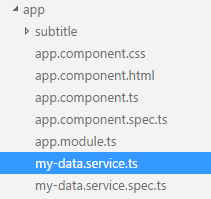 app
subtitle
app.component.css
app.component.html
app.component.ts
app.component.spec.ts
app.module.ts
my-data.service.ts
my-data.service.spec.ts